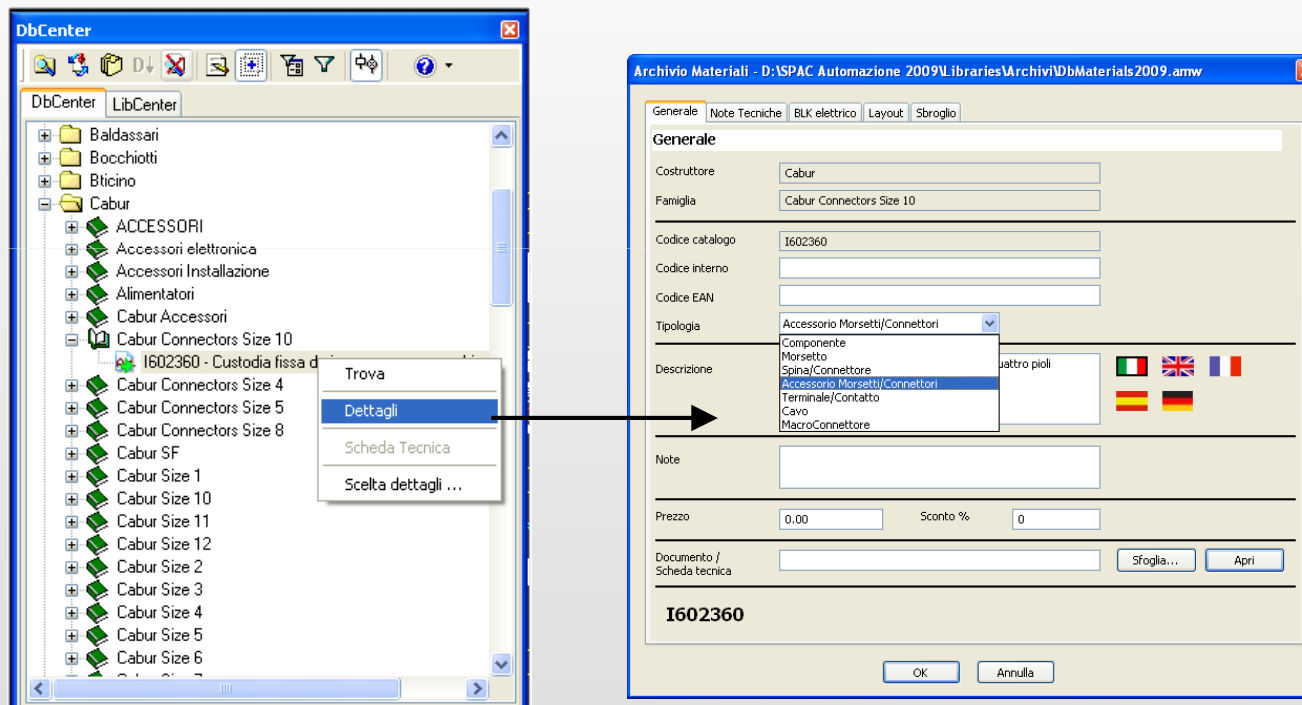 DbCenter
DbCenter LibCenter
Baldassari
Bocchiotti
Bticino
Cabur
ACCESSORI
Accessori elettronica
Accessori Installazione
Alimentatori
Cabur Accessori
Cabur Connectors Size 10
I602360 - Custodia fissa d
Cabur Connectors Size 4
Cabur Connectors Size 5
Cabur Connectors Size 8
Cabur SF
Cabur Size 1
Cabur Size 10
Cabur Size 11
Cabur Size 12
Cabur Size 2
Cabur Size 3
Cabur Size 4
Cabur Size 5
Cabur Size 6
Trova
Dettagli
Scheda Tecnica
Scelta dettagli ...
Archivio Materiali - D:\SPAC Automazione 2009\Libraries\Archivi\DbMaterials2009.amw
Generale Note Tecniche BLK elettrico Layout Sbroglio
Generale
Costruttore Cabur
Famiglia Cabur Connectors Size 10
Codice catalogo I602360
Codice interno
Codice EAN
Tipologia Accessorio Morsetti/Connettori
Componente
Morsetto
Spina/Connettore
Accessorio Morsetti/Connettori
Terminale/Contatto
Cavo
MacroConnettore
Descrizione uattro pioli
Note
Prezzo 0.00 Sconto % 0
Documento /
Scheda tecnica Sfoglia... Apri
I602360
OK Annulla